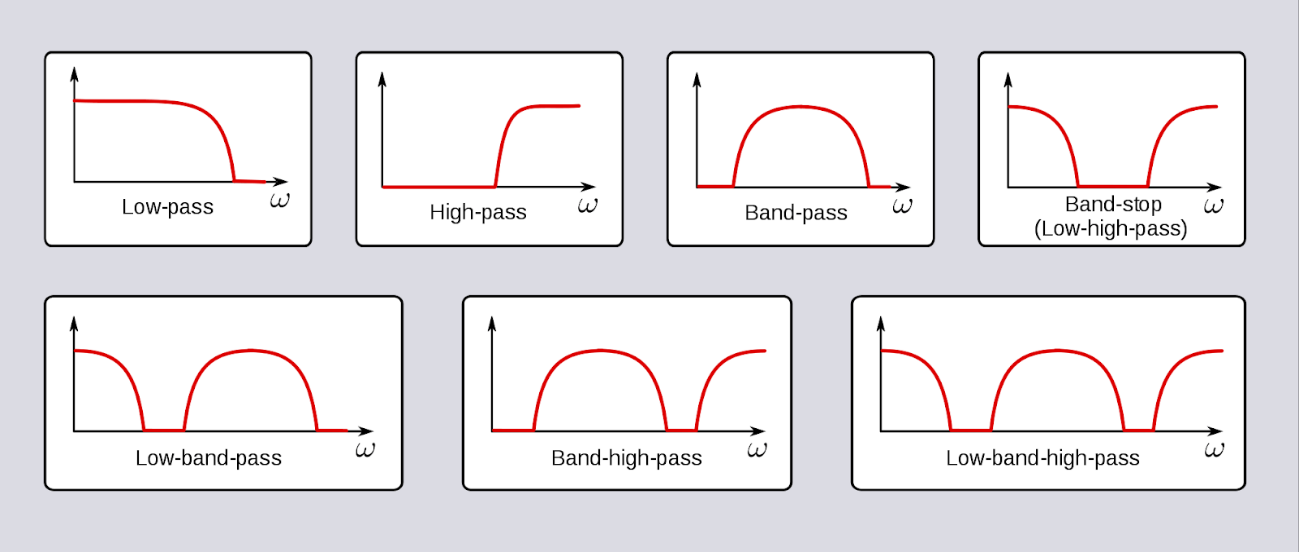 ω
Low-pass
ω
High-pass
ω
Band-pass
ω
Band-stop
(Low-high-pass)
ω
Low-band-pass
ω
Band-high-pass
ω
Low-band-high-pass